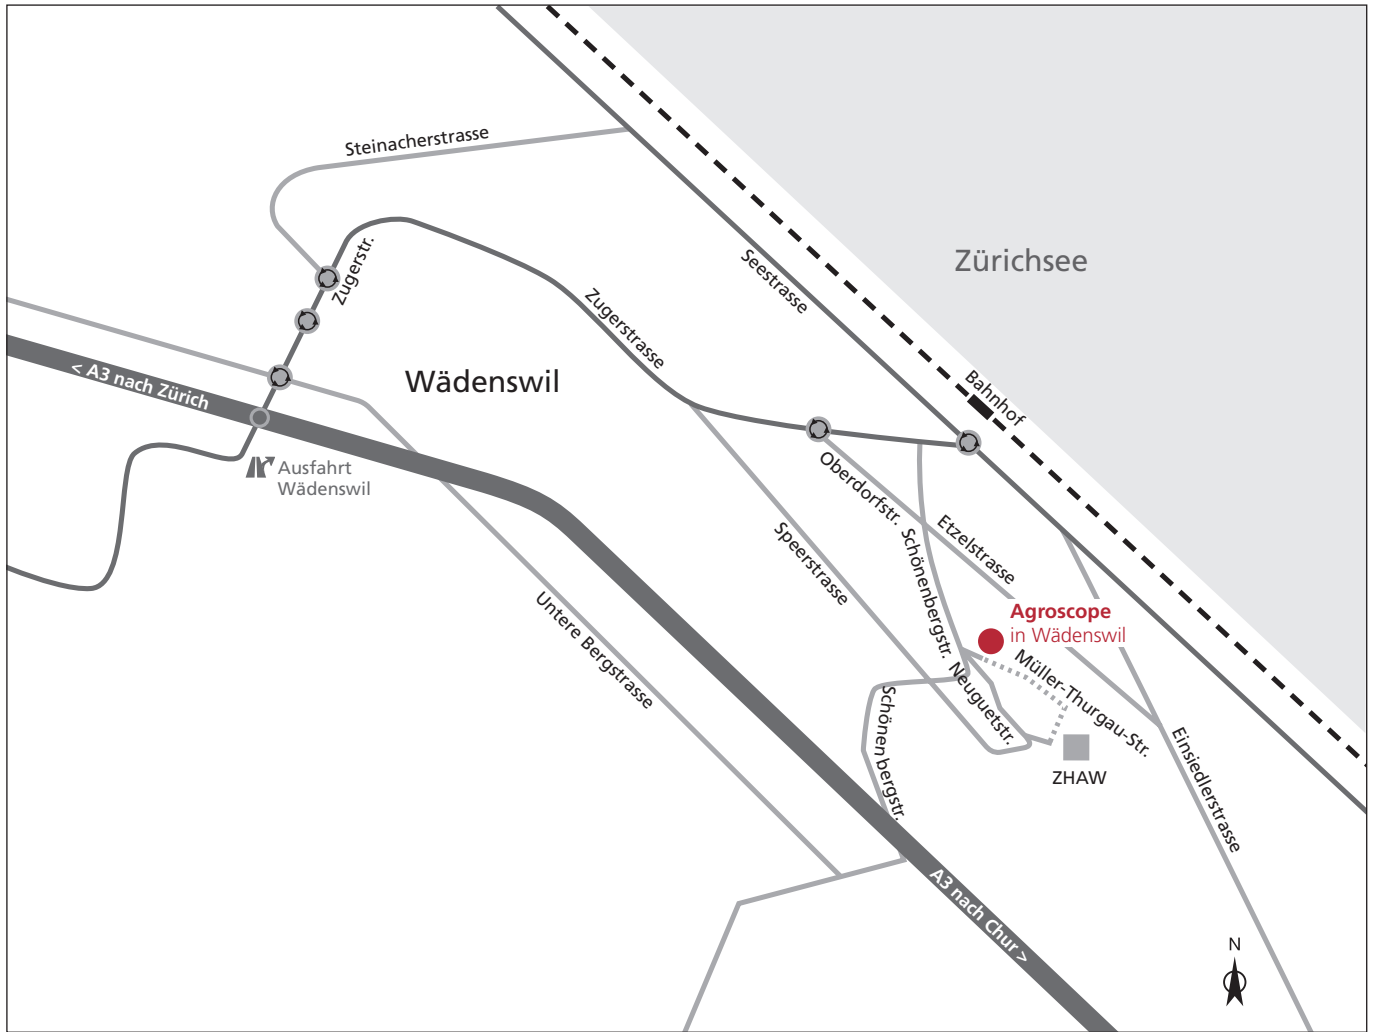 Steinacherstrasse
Zugerstr.
Seestrasse
Zürichsee
Zugerstrasse
< A3 nach Zürich
Wädenswil
Bahnhof
Ausfahrt
Wädenswil
Oberdorfstr.
Etzelstrasse
Speerstrasse
Schönenbergstr.
Untere Bergstrasse
Agroscope
in Wädenswil
Müller-Thurgau-Str.
Neuguetstr.
Schönenbergstr.
ZHAW
Einsiedlerstrasse
A3 nach Chur >
N